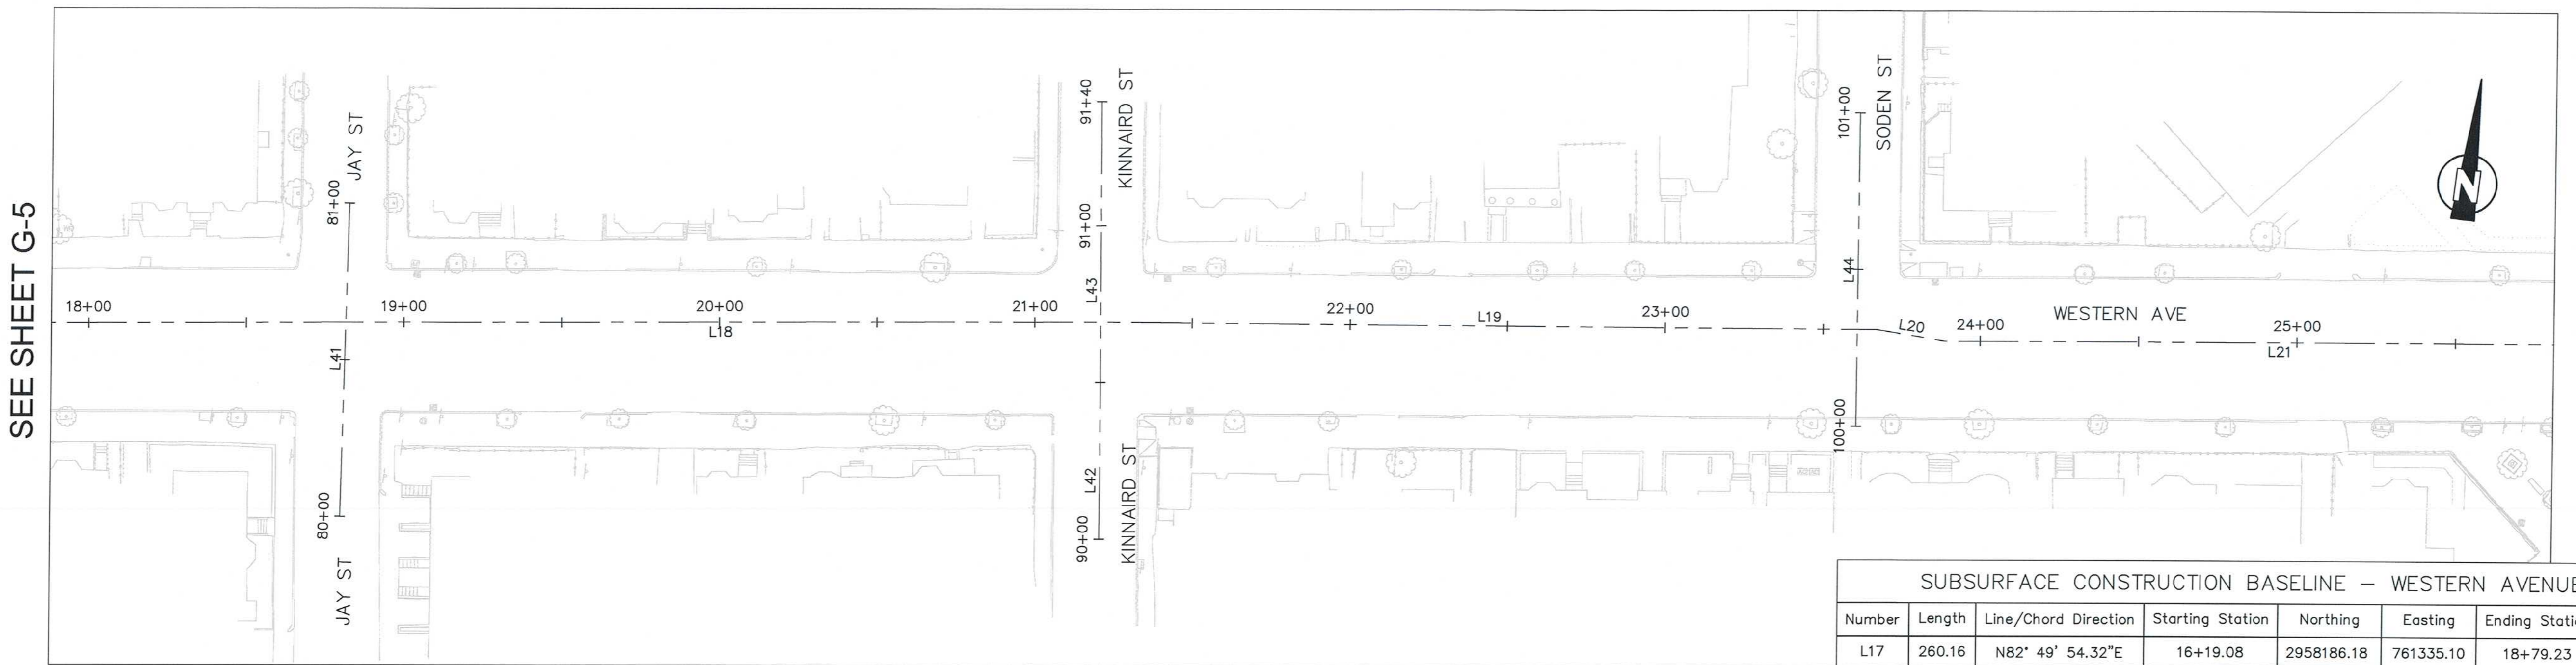 SEE SHEET G-5
JAY ST
81+00
L41
80+00
JAY ST
18+00
19+00
20+00
L18
21+00
KINNAIRD ST
91+40
91+00
L43
L42
90+00
KINNAIRD ST
22+00
L19
23+00
SODEN ST
101+00
L44
100+00
L20
24+00
WESTERN AVE
25+00
L21
N
SUBSURFACE CONSTRUCTION BASELINE – WESTERN AVENUE
Number Length Line/Chord Direction Starting Station Northing Easting Ending Stati
L17 260.16 N82° 49' 54.32"E 16+19.08 2958186.18 761335.10 18+79.23